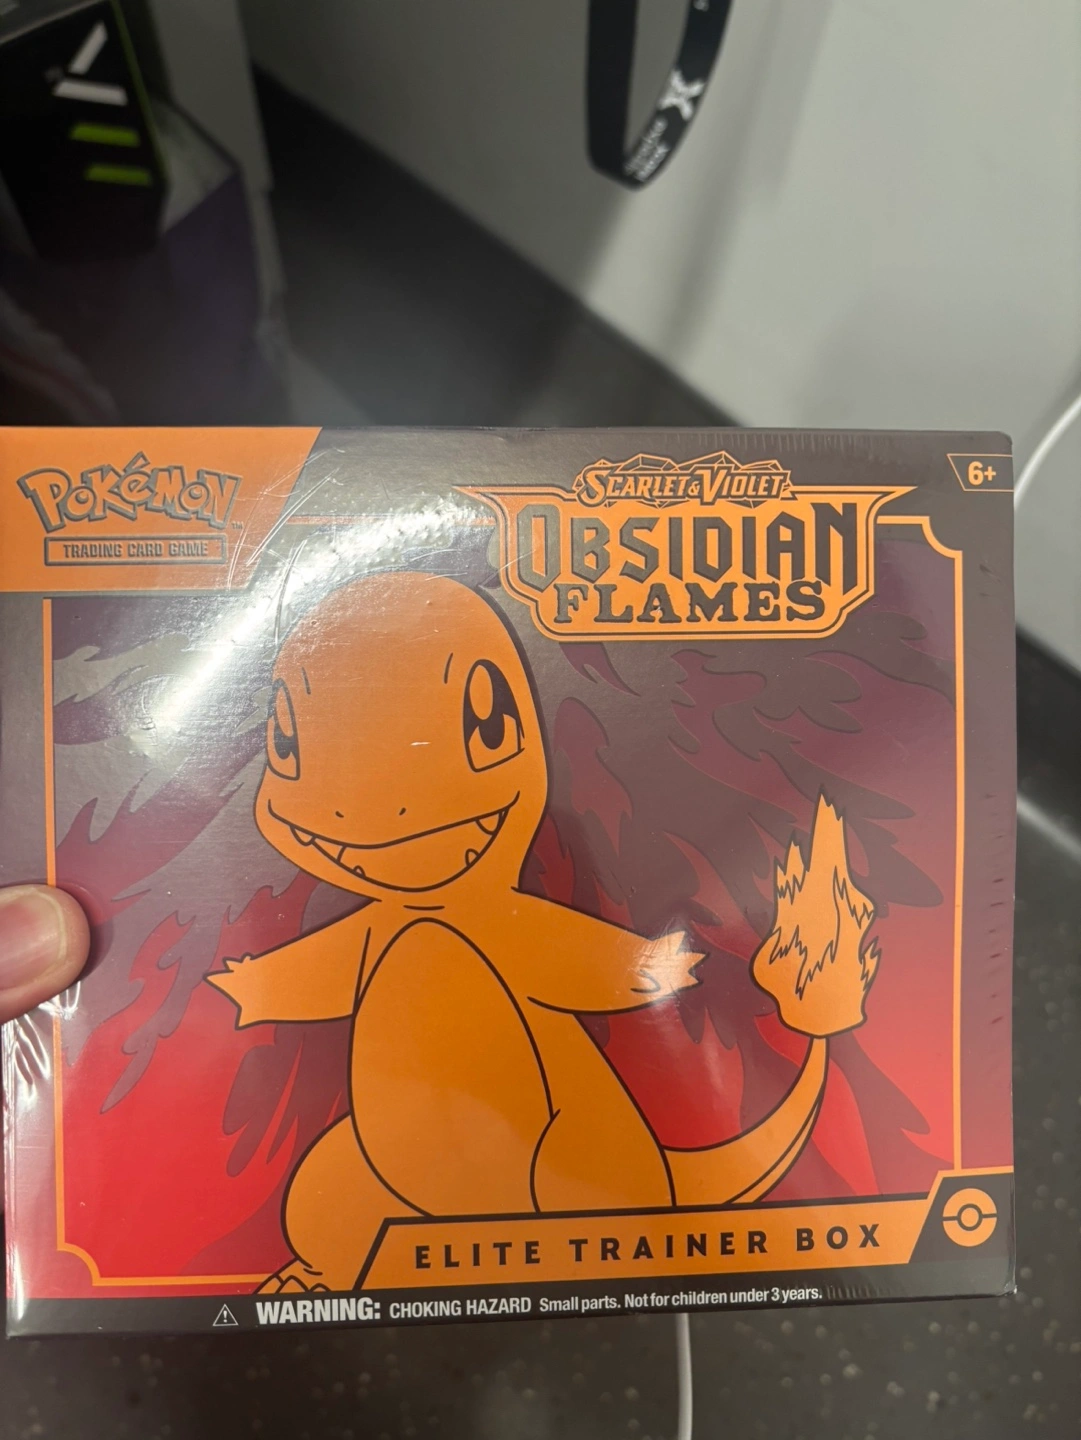 POKéMON
TRADING CARD GAME
SCARLET & VIOLET
OBSIDIAN
FLAMES
6+
ELITE TRAINER BOX
WARNING: CHOKING HAZARD Small parts. Not for children under 3 years.